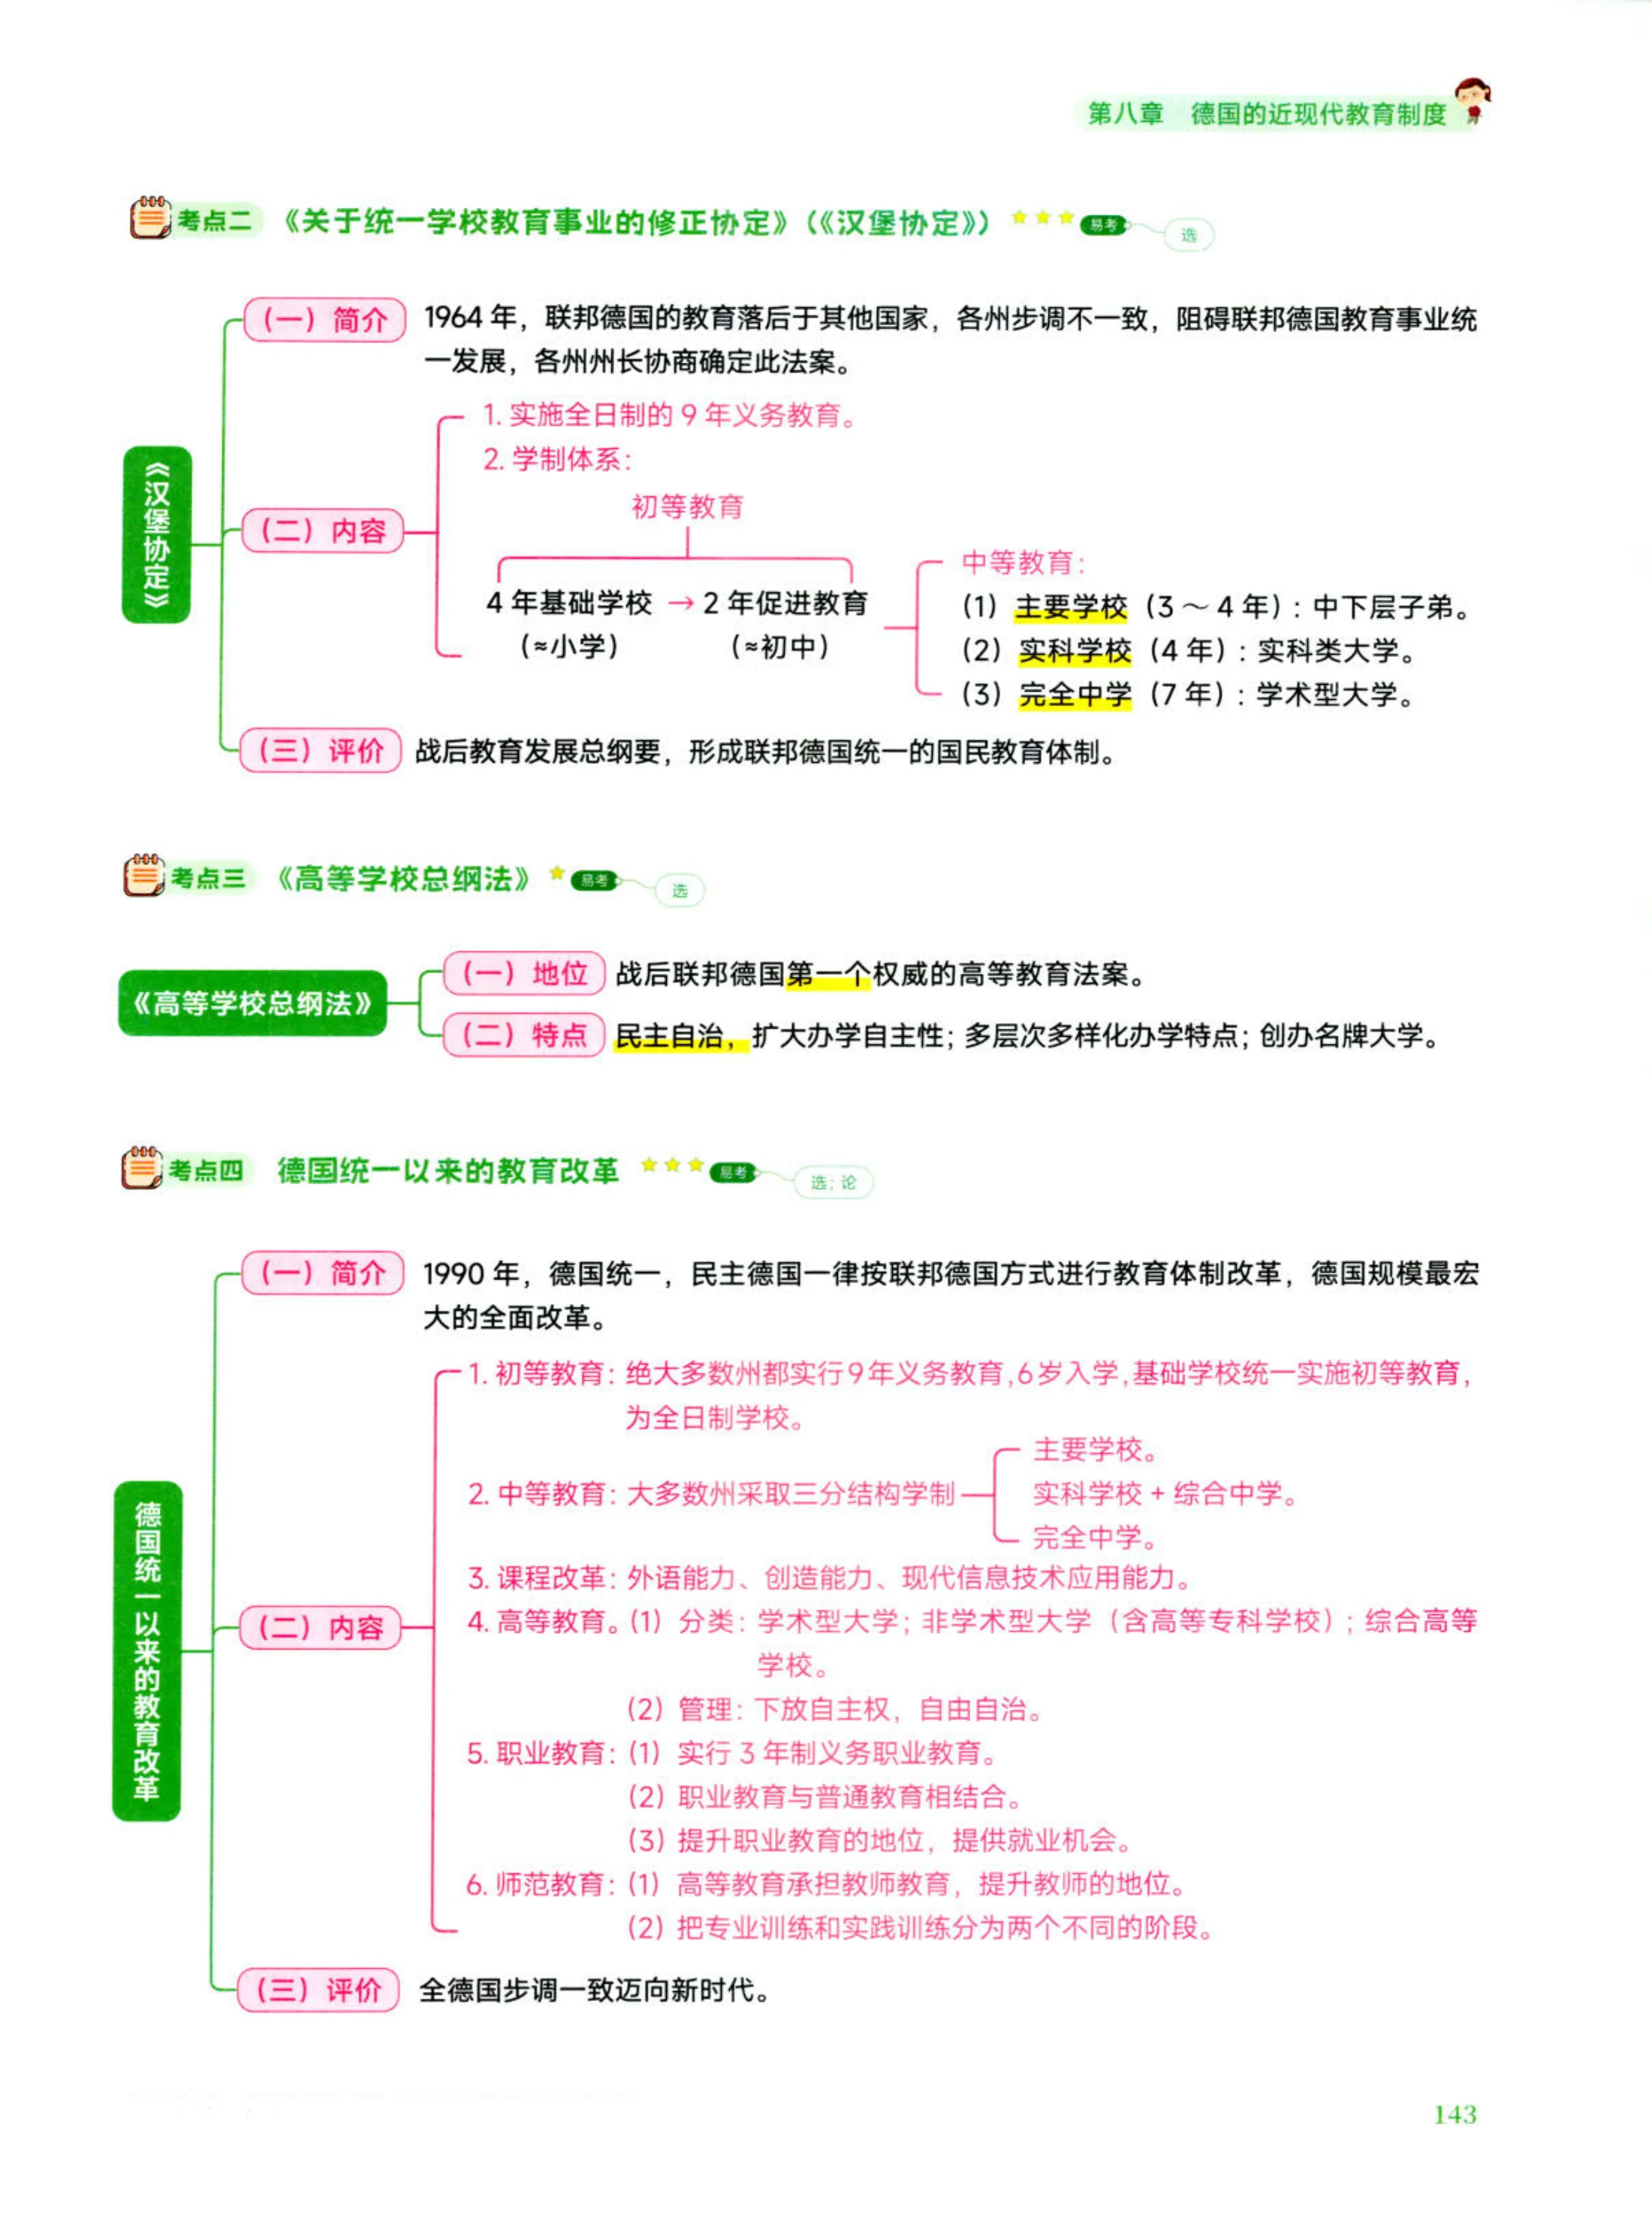 第八章 德国的近现代教育制度
考点二 《关于统一学校教育事业的修正协定》(《汉堡协定》) 易考 选
(一) 简介 1964 年，联邦德国的教育落后于其他国家，各州步调不一致，阻碍联邦德国教育事业统
一发展，各州州长协商确定此法案。
《汉堡协定》
(二) 内容
1. 实施全日制的 9 年义务教育。
2. 学制体系：
初等教育
4 年基础学校 → 2 年促进教育
(≈小学) (≈初中)
中等教育：
(1) 主要学校 (3～4 年)：中下层子弟。
(2) 实科学校 (4 年)：实科类大学。
(3) 完全中学 (7 年)：学术型大学。
(三) 评价 战后教育发展总纲要，形成联邦德国统一的国民教育体制。
考点三 《高等学校总纲法》 易考 选
《高等学校总纲法》
(一) 地位 战后联邦德国第一个权威的高等教育法案。
(二) 特点 民主自治，扩大办学自主性；多层次多样化办学特点；创办名牌大学。
考点四 德国统一以来的教育改革 易考 选；论
(一) 简介 1990 年，德国统一，民主德国一律按联邦德国方式进行教育体制改革，德国规模最宏
大的全面改革。
德国统一以来的教育改革
(二) 内容
1. 初等教育：绝大多数州都实行9年义务教育,6岁入学,基础学校统一实施初等教育，
为全日制学校。
2. 中等教育：大多数州采取三分结构学制
主要学校。
实科学校 + 综合中学。
完全中学。
3. 课程改革：外语能力、创造能力、现代信息技术应用能力。
4. 高等教育。(1) 分类：学术型大学；非学术型大学（含高等专科学校）；综合高等
学校。
(2) 管理：下放自主权，自由自治。
5. 职业教育：(1) 实行 3 年制义务职业教育。
(2) 职业教育与普通教育相结合。
(3) 提升职业教育的地位，提供就业机会。
6. 师范教育：(1) 高等教育承担教师教育，提升教师的地位。
(2) 把专业训练和实践训练分为两个不同的阶段。
(三) 评价 全德国步调一致迈向新时代。
143